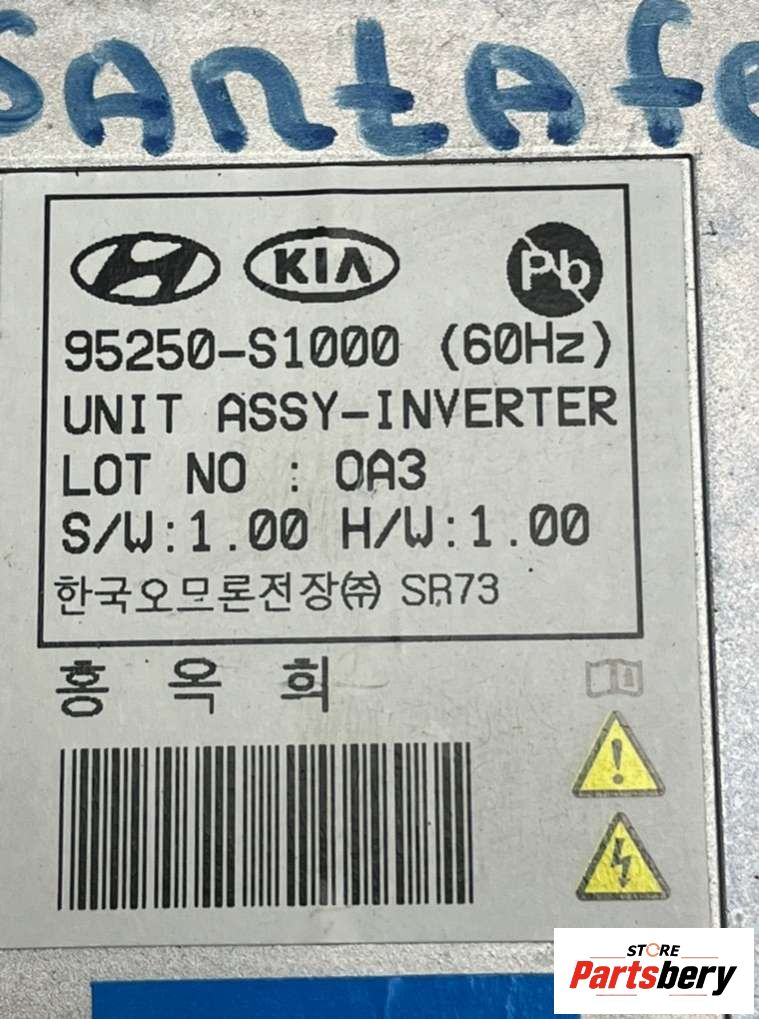 Santafe
KIA Pb
95250-S1000 (60Hz)
UNIT ASSY-INVERTER
LOT NO : 0A3
S/W:1.00 H/W:1.00
한국오므론전장㈜ SR73
홍 옥 희
STORE
Partsbery